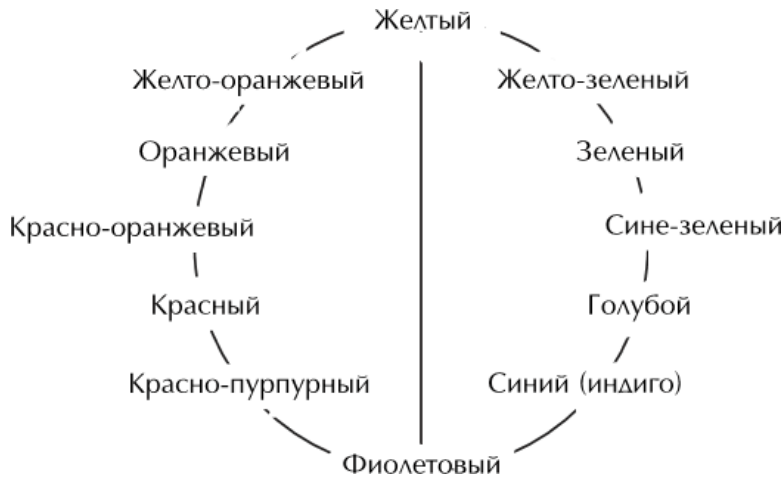 Желтый
Желто-оранжевый
Желто-зеленый
Оранжевый
Зеленый
Красно-оранжевый
Сине-зеленый
Красный
Голубой
Красно-пурпурный
Синий (индиго)
Фиолетовый